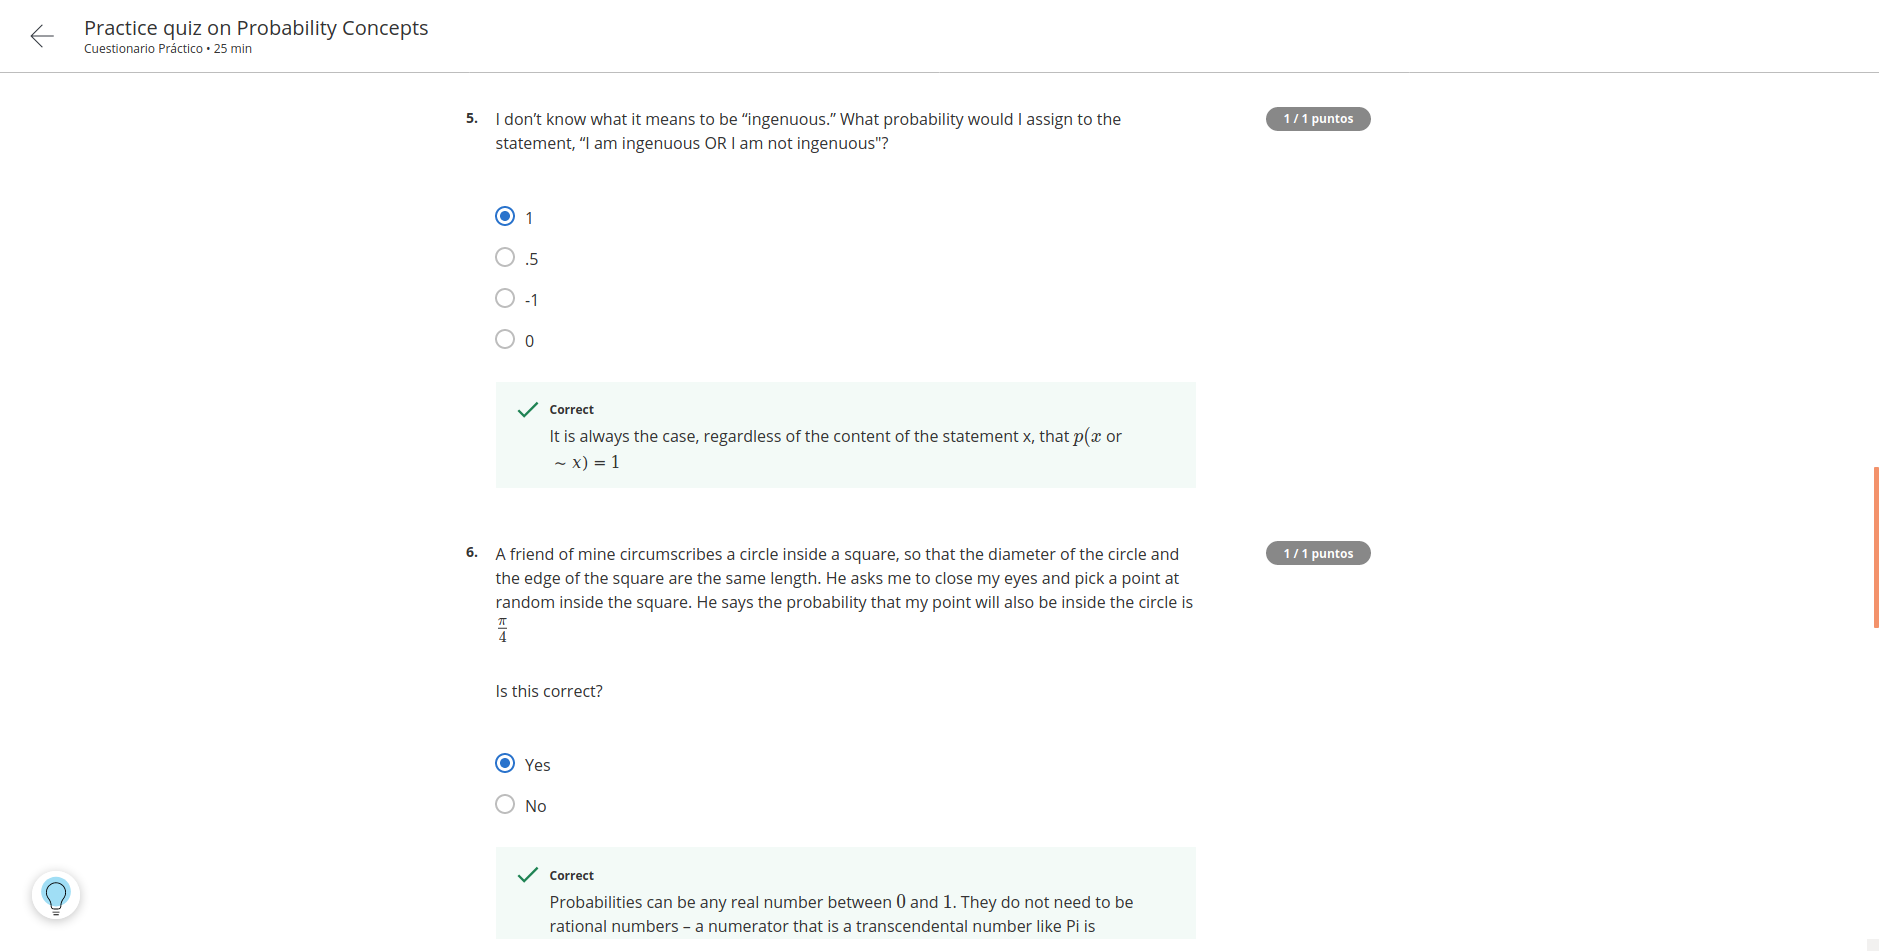 Practice quiz on Probability Concepts
Cuestionario Práctico • 25 min
5. I don’t know what it means to be “ingenuous.” What probability would I assign to the
statement, “I am ingenuous OR I am not ingenuous"?
1 / 1 puntos
1
.5
-1
0
Correct
It is always the case, regardless of the content of the statement x, that p(x or
∼ x) = 1
6. A friend of mine circumscribes a circle inside a square, so that the diameter of the circle and
the edge of the square are the same length. He asks me to close my eyes and pick a point at
random inside the square. He says the probability that my point will also be inside the circle is
π
4
1 / 1 puntos
Is this correct?
Yes
No
Correct
Probabilities can be any real number between 0 and 1. They do not need to be
rational numbers – a numerator that is a transcendental number like Pi is